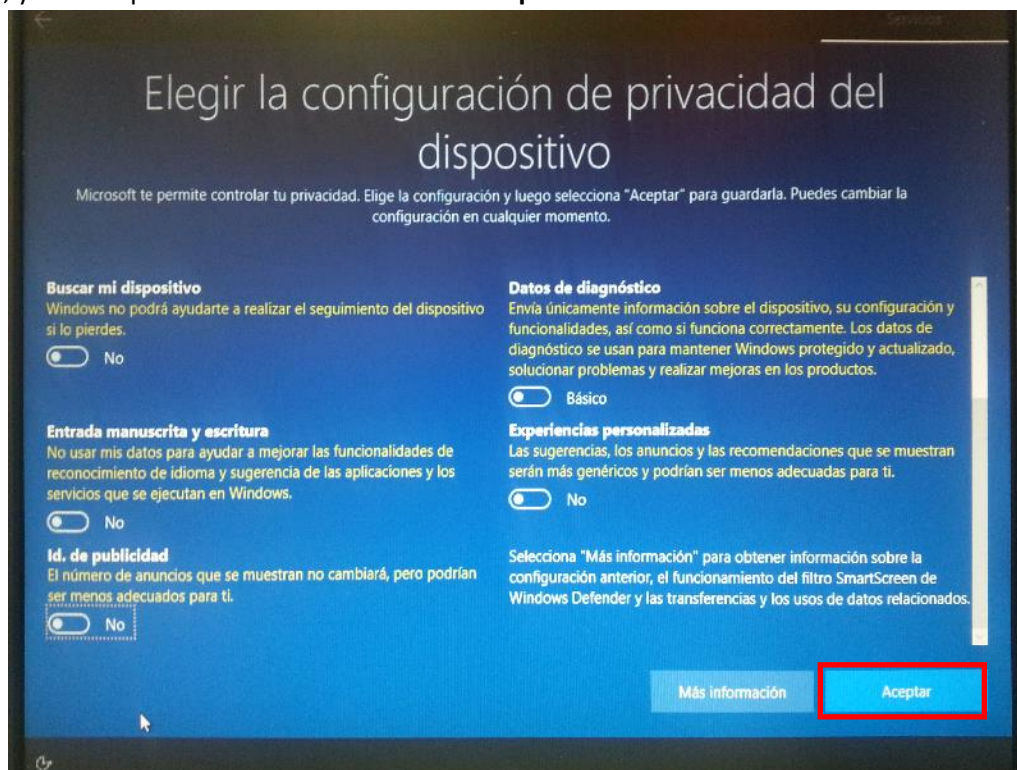 Servicios
Elegir la configuración de privacidad del
dispositivo
Microsoft te permite controlar tu privacidad. Elige la configuración y luego selecciona "Aceptar" para guardarla. Puedes cambiar la
configuración en cualquier momento.
Buscar mi dispositivo
Windows no podrá ayudarte a realizar el seguimiento del dispositivo
si lo pierdes.
No
Entrada manuscrita y escritura
No usar mis datos para ayudar a mejorar las funcionalidades de
reconocimiento de idioma y sugerencia de las aplicaciones y los
servicios que se ejecutan en Windows.
No
Id. de publicidad
El número de anuncios que se muestran no cambiará, pero podrían
ser menos adecuados para ti.
No
Datos de diagnóstico
Envía únicamente información sobre el dispositivo, su configuración y
funcionalidades, así como si funciona correctamente. Los datos de
diagnóstico se usan para mantener Windows protegido y actualizado,
solucionar problemas y realizar mejoras en los productos.
Básico
Experiencias personalizadas
Las sugerencias, los anuncios y las recomendaciones que se muestran
serán más genéricos y podrían ser menos adecuadas para ti.
No
Selecciona "Más información" para obtener información sobre la
configuración anterior, el funcionamiento del filtro SmartScreen de
Windows Defender y las transferencias y los usos de datos relacionados.
Más información
Aceptar